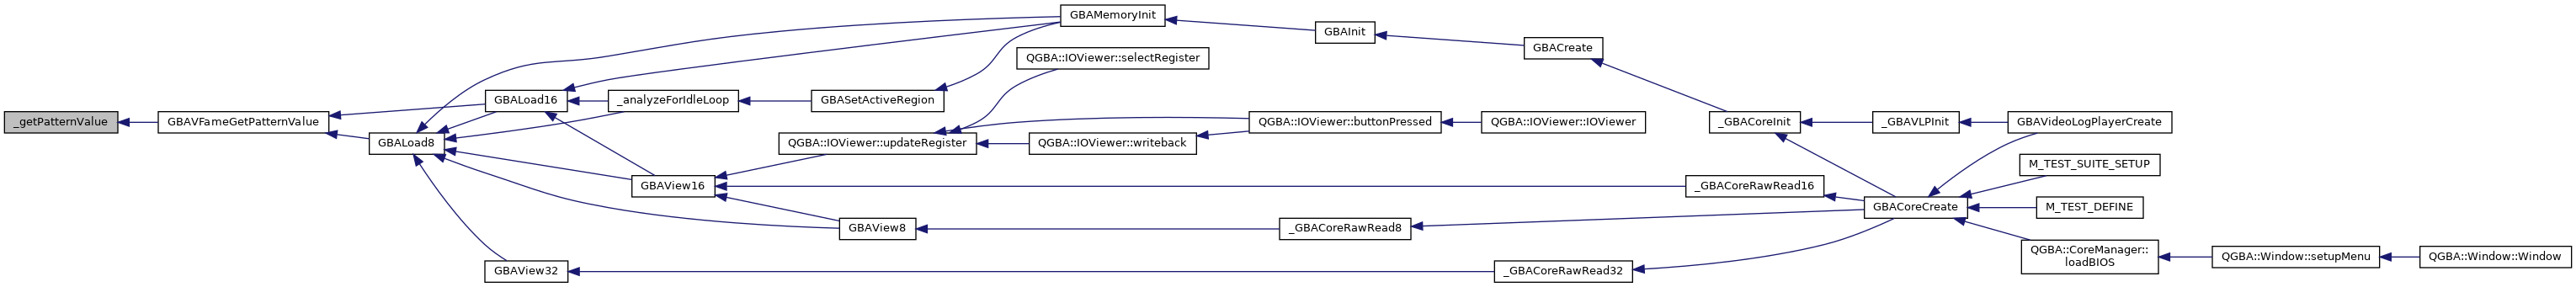 _getPatternValue
GBAVFameGetPatternValue
GBALoad16
GBALoad8
GBAMemoryInit
_analyzeForIdleLoop
GBASetActiveRegion
GBAInit
GBACreate
_GBACoreInit
_GBAVLPInit
GBAVideoLogPlayerCreate
QGBA::IOViewer::selectRegister
QGBA::IOViewer::updateRegister
QGBA::IOViewer::buttonPressed
QGBA::IOViewer::IOViewer
QGBA::IOViewer::writeback
GBAView16
_GBACoreRawRead16
GBAView8
_GBACoreRawRead8
GBAView32
_GBACoreRawRead32
GBACoreCreate
M_TEST_SUITE_SETUP
M_TEST_DEFINE
QGBA::CoreManager::
loadBIOS
QGBA::Window::setupMenu
QGBA::Window::Window